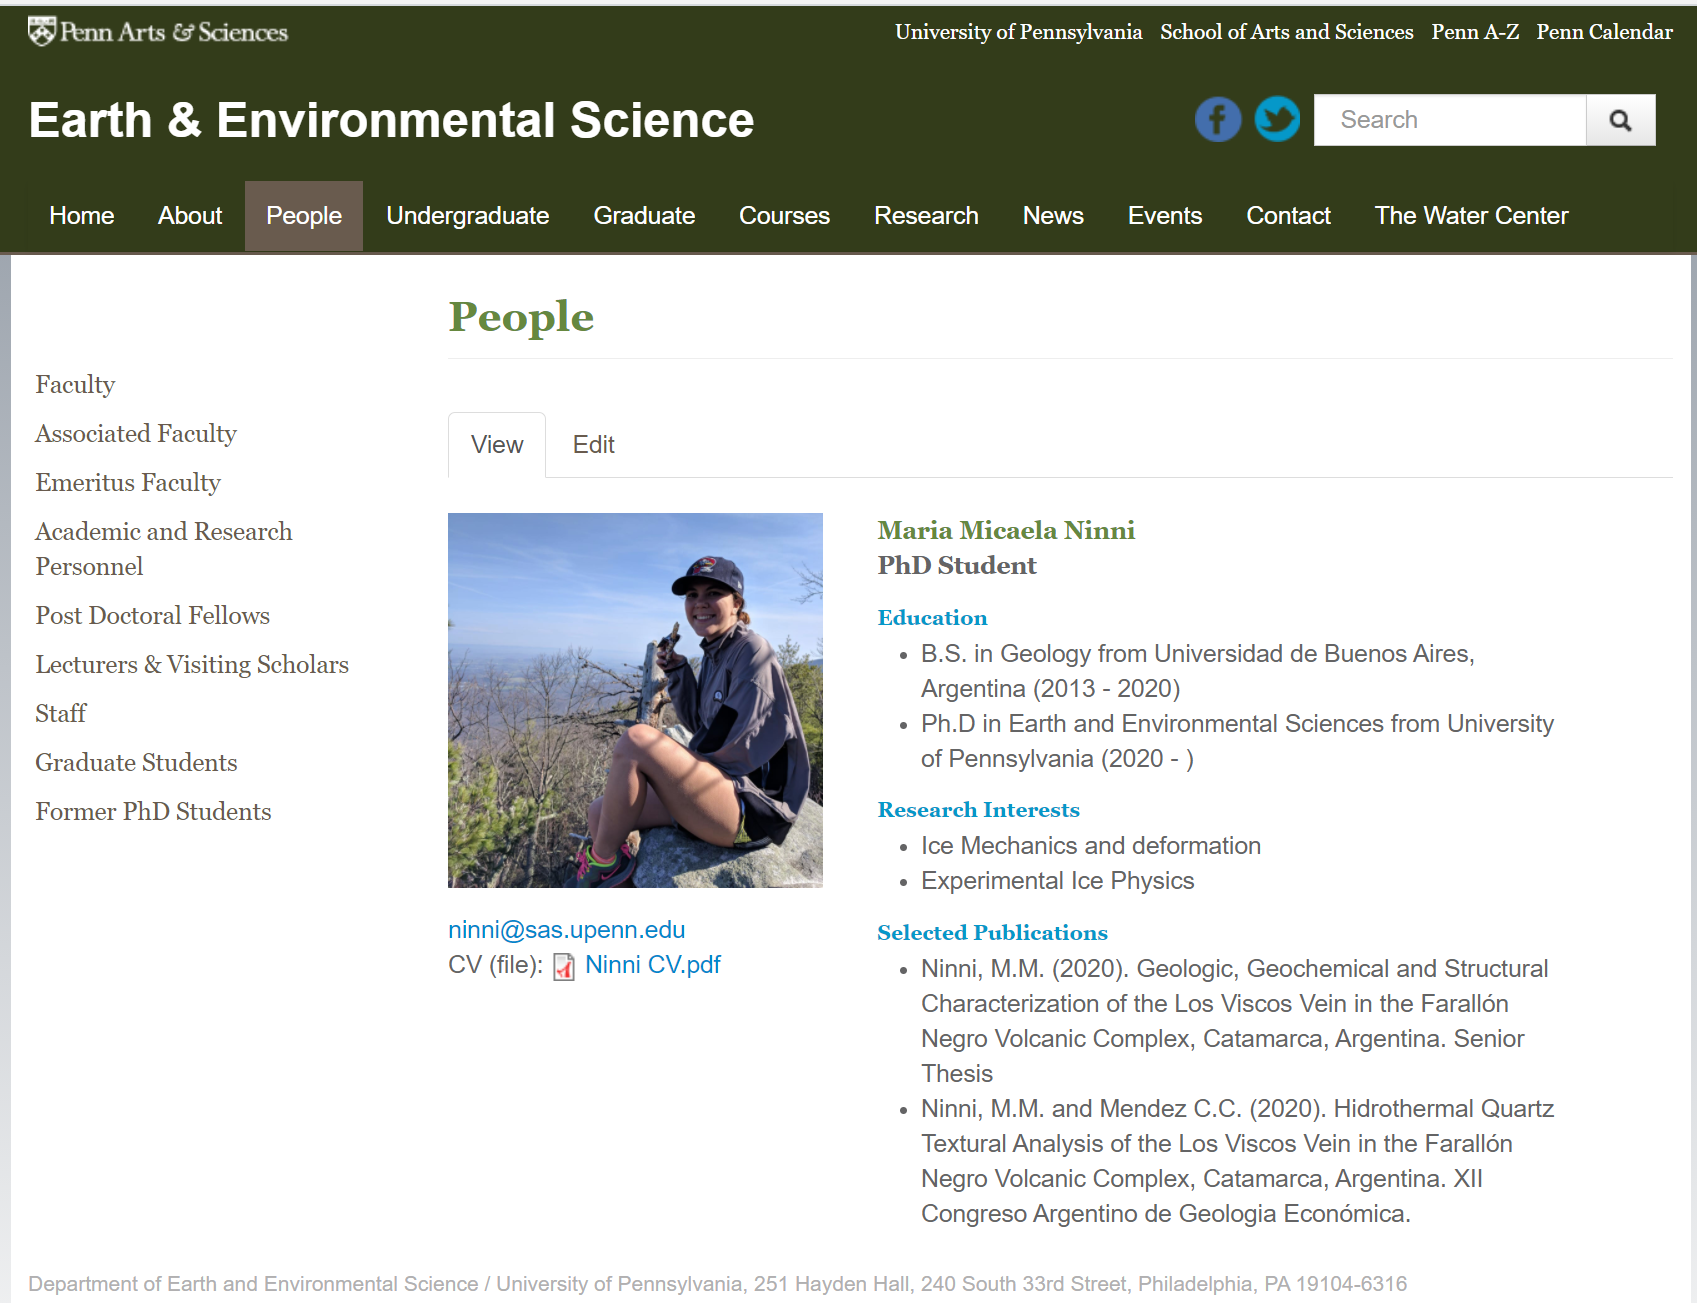 Penn Arts & Sciences
University of Pennsylvania School of Arts and Sciences Penn A-Z Penn Calendar
Earth & Environmental Science
Search
Home About People Undergraduate Graduate Courses Research News Events Contact The Water Center
People
Faculty
Associated Faculty
Emeritus Faculty
Academic and Research
Personnel
Post Doctoral Fellows
Lecturers & Visiting Scholars
Staff
Graduate Students
Former PhD Students
View Edit
ninni@sas.upenn.edu
CV (file): Ninni CV.pdf
Maria Micaela Ninni
PhD Student
Education
• B.S. in Geology from Universidad de Buenos Aires,
Argentina (2013 - 2020)
• Ph.D in Earth and Environmental Sciences from University
of Pennsylvania (2020 - )
Research Interests
• Ice Mechanics and deformation
• Experimental Ice Physics
Selected Publications
• Ninni, M.M. (2020). Geologic, Geochemical and Structural
Characterization of the Los Viscos Vein in the Farallón
Negro Volcanic Complex, Catamarca, Argentina. Senior
Thesis
• Ninni, M.M. and Mendez C.C. (2020). Hidrothermal Quartz
Textural Analysis of the Los Viscos Vein in the Farallón
Negro Volcanic Complex, Catamarca, Argentina. XII
Congreso Argentino de Geologia Económica.
Department of Earth and Environmental Science / University of Pennsylvania, 251 Hayden Hall, 240 South 33rd Street, Philadelphia, PA 19104-6316